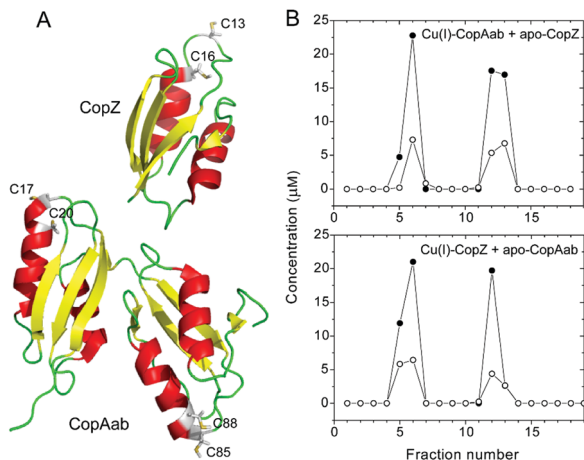 A
C13
C16
CopZ
C17
C20
CopAab
C88
C85
B
Cu(I)-CopAab + apo-CopZ
25
20
15
10
5
0
Cu(I)-CopZ + apo-CopAab
25
20
15
10
5
0
Concentration (µM)
0 5 10 15
Fraction number